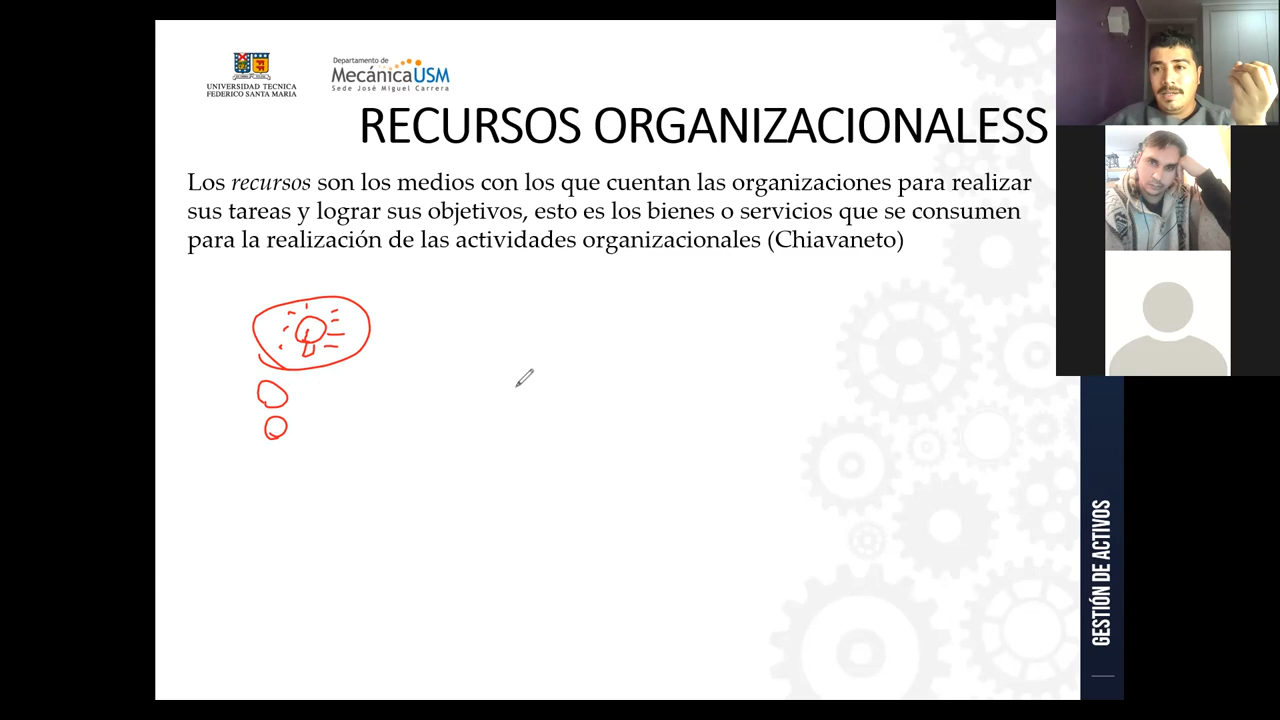 UNIVERSIDAD TECNICA
FEDERICO SANTA MARIA
Departamento de
MecánicaUSM
Sede José Miguel Carrera
RECURSOS ORGANIZACIONALESS
Los recursos son los medios con los que cuentan las organizaciones para realizar
sus tareas y lograr sus objetivos, esto es los bienes o servicios que se consumen
para la realización de las actividades organizacionales (Chiavaneto)
GESTIÓN DE ACTIVOS